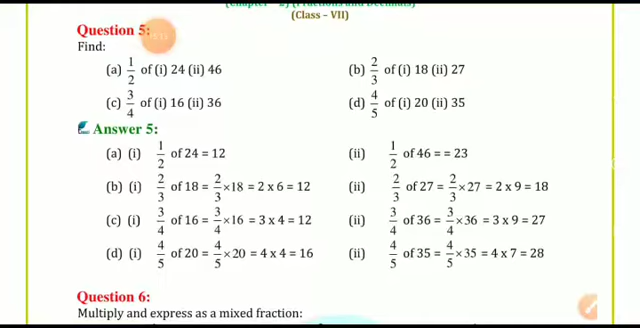 (Chapter – 2) (Fractions and Decimals)
(Class – VII)
Question 5:
Find:
(a) 1/2 of (i) 24 (ii) 46 (b) 2/3 of (i) 18 (ii) 27
(c) 3/4 of (i) 16 (ii) 36 (d) 4/5 of (i) 20 (ii) 35
Answer 5:
(a) (i) 1/2 of 24 = 12 (ii) 1/2 of 46 = = 23
(b) (i) 2/3 of 18 = 2/3 ×18 = 2 x 6 = 12 (ii) 2/3 of 27 = 2/3 ×27 = 2 x 9 = 18
(c) (i) 3/4 of 16 = 3/4 ×16 = 3 x 4 = 12 (ii) 3/4 of 36 = 3/4 ×36 = 3 x 9 = 27
(d) (i) 4/5 of 20 = 4/5 × 20 = 4 x 4 = 16 (ii) 4/5 of 35 = 4/5 ×35 = 4 x 7 = 28
Question 6:
Multiply and express as a mixed fraction: